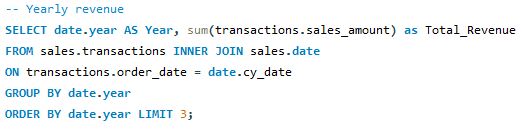 -- Yearly revenue
SELECT date.year AS Year, sum(transactions.sales_amount) as Total_Revenue
FROM sales.transactions INNER JOIN sales.date
ON transactions.order_date = date.cy_date
GROUP BY date.year
ORDER BY date.year LIMIT 3;